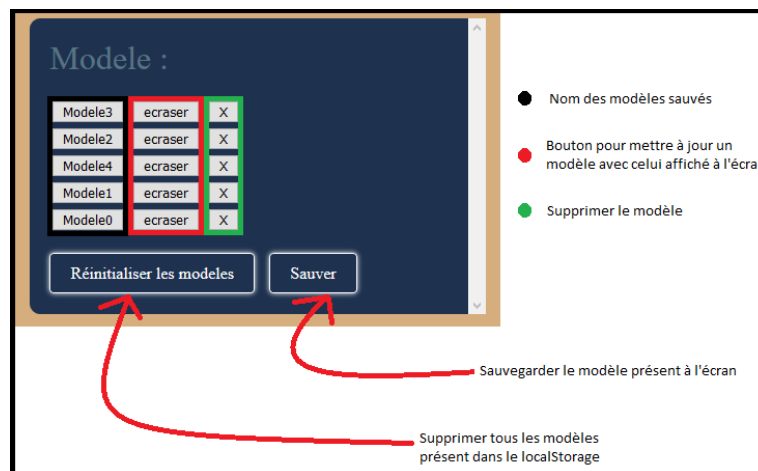 Modele :
Modele3 ecraser X
Modele2 ecraser X
Modele4 ecraser X
Modele1 ecraser X
Modele0 ecraser X
Réinitialiser les modeles Sauver
Nom des modèles sauvés
Bouton pour mettre à jour un
modèle avec celui affiché à l'écra
Supprimer le modèle
Sauvegarder le modèle présent à l'écran
Supprimer tous les modèles
présent dans le localStorage